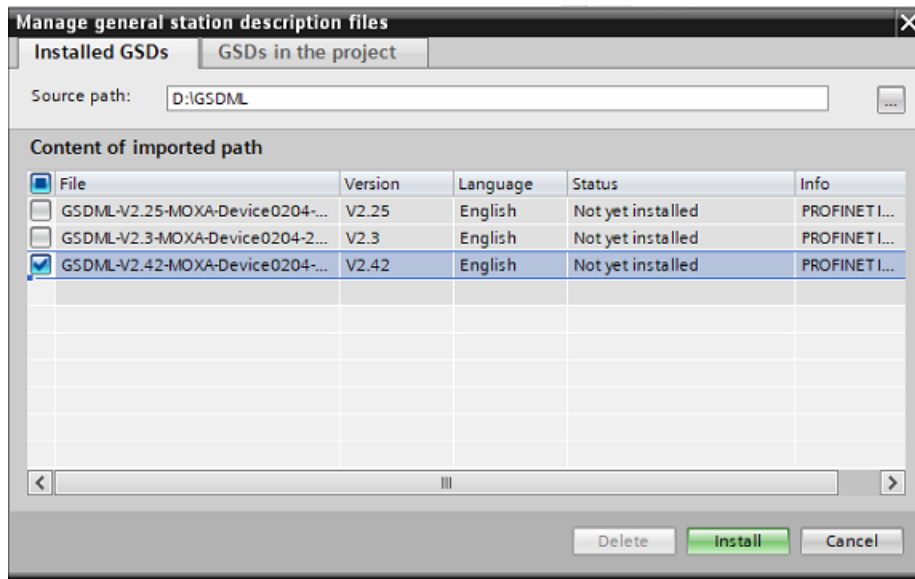 Manage general station description files
Installed GSDs GSDs in the project
Source path: D:\GSDML ...
Content of imported path
File Version Language Status Info
GSDML-V2.25-MOXA-Device0204-... V2.25 English Not yet installed PROFINET I...
GSDML-V2.3-MOXA-Device0204-2... V2.3 English Not yet installed PROFINET I...
GSDML-V2.42-MOXA-Device0204-... V2.42 English Not yet installed PROFINET I...
Delete Install Cancel